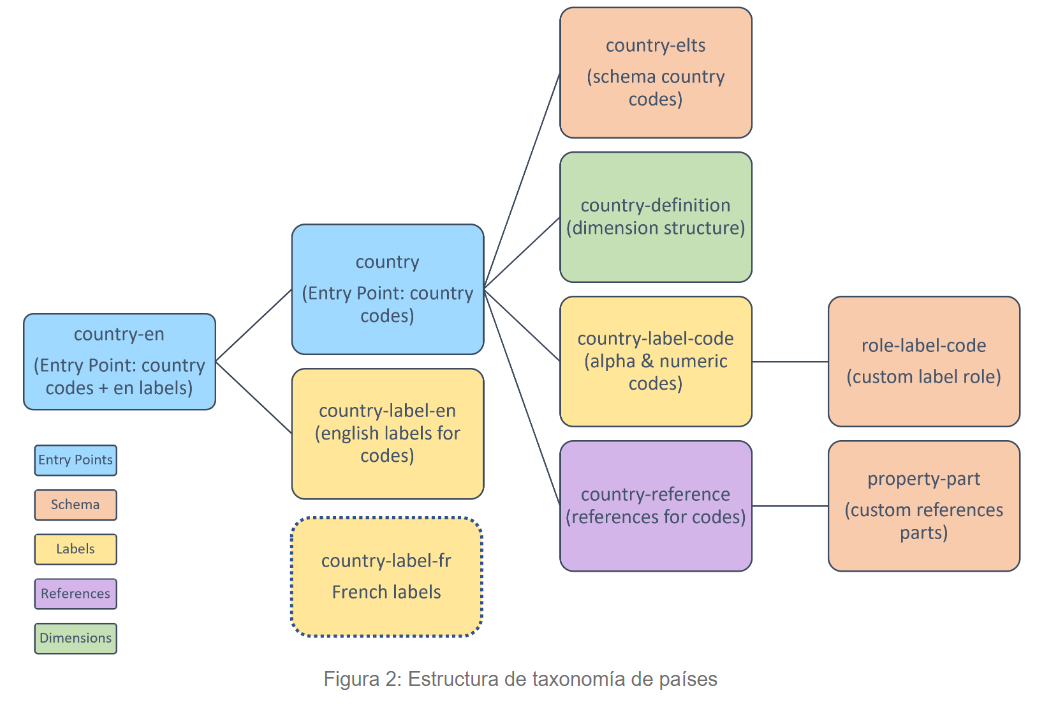 country-elts
(schema country
codes)
country-definition
(dimension structure)
country
(Entry Point: country
codes)
country-en
(Entry Point: country
codes + en labels)
country-label-code
(alpha & numeric
codes)
role-label-code
(custom label role)
country-label-en
(english labels for
codes)
country-reference
(references for codes)
property-part
(custom references
parts)
country-label-fr
French labels
Entry Points
Schema
Labels
References
Dimensions
Figura 2: Estructura de taxonomía de países